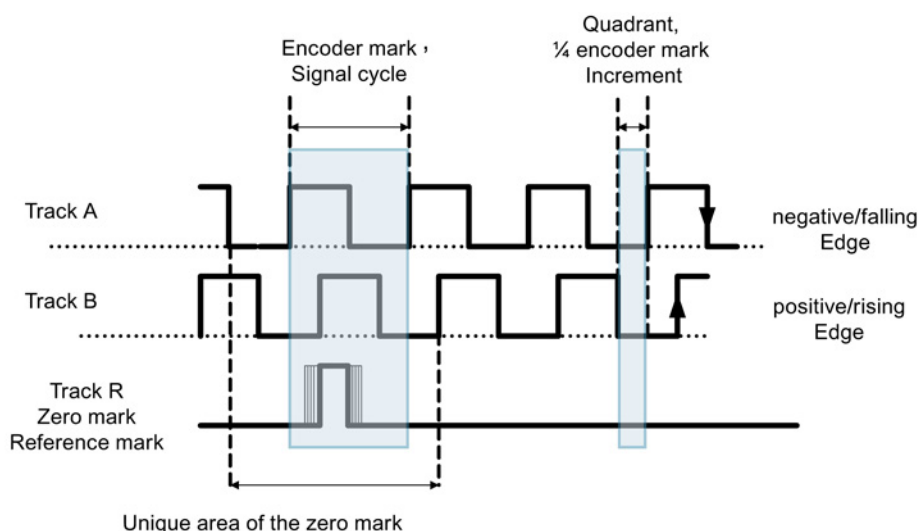 Encoder mark ,
Signal cycle
Quadrant,
¼ encoder mark
Increment
Track A
negative/falling
Edge
Track B
positive/rising
Edge
Track R
Zero mark
Reference mark
Unique area of the zero mark